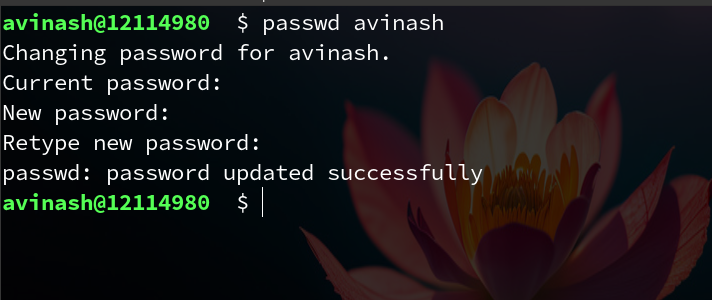 avinash@12114980 $ passwd avinash
Changing password for avinash.
Current password:
New password:
Retype new password:
passwd: password updated successfully
avinash@12114980 $